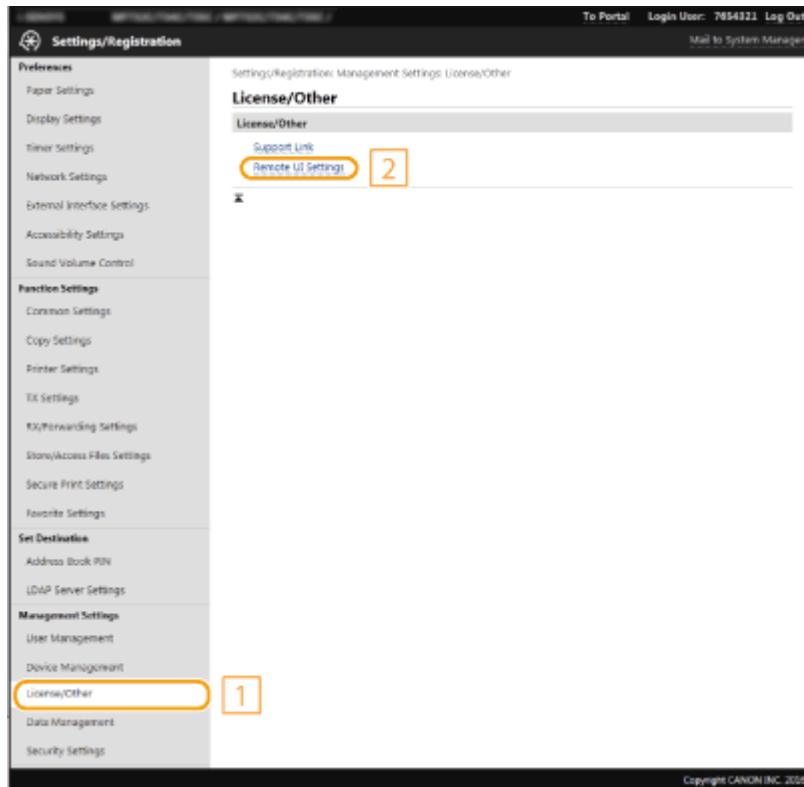 To Portal Login User: 7654321 Log Out
Settings/Registration
Mail to System Manager
Preferences
Paper Settings
Display Settings
Timer Settings
Network Settings
External Interface Settings
Accessibility Settings
Sound Volume Control
Function Settings
Common Settings
Copy Settings
Printer Settings
TX Settings
RX/Forwarding Settings
Store/Access Files Settings
Secure Print Settings
Favorite Settings
Set Destination
Address Book PIN
LDAP Server Settings
Management Settings
User Management
Device Management
License/Other
1
Data Management
Security Settings
Settings/Registration: Management Settings: License/Other
License/Other
License/Other
Support Link
Remote UI Settings
2
Copyright CANON INC. 2016